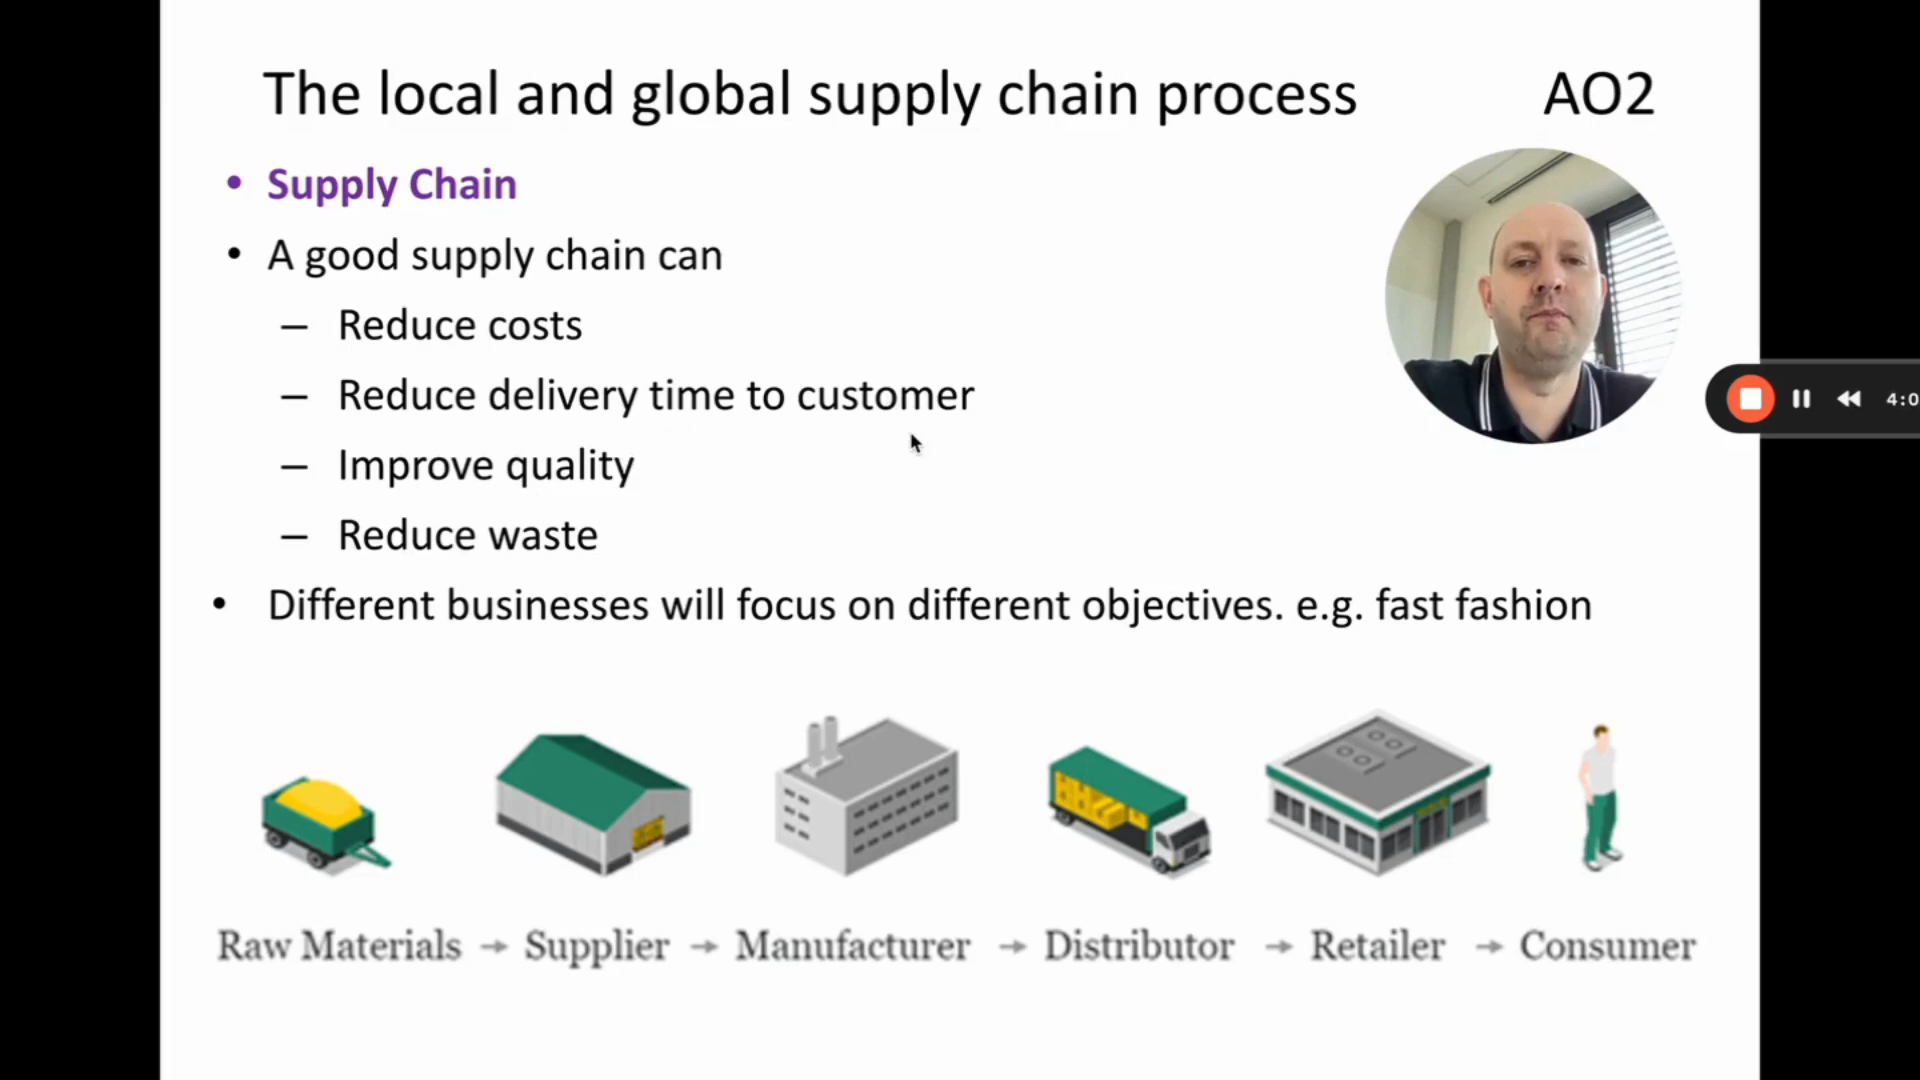 The local and global supply chain process AO2
• Supply Chain
• A good supply chain can
– Reduce costs
– Reduce delivery time to customer
– Improve quality
– Reduce waste
• Different businesses will focus on different objectives. e.g. fast fashion
Raw Materials → Supplier → Manufacturer → Distributor → Retailer → Consumer